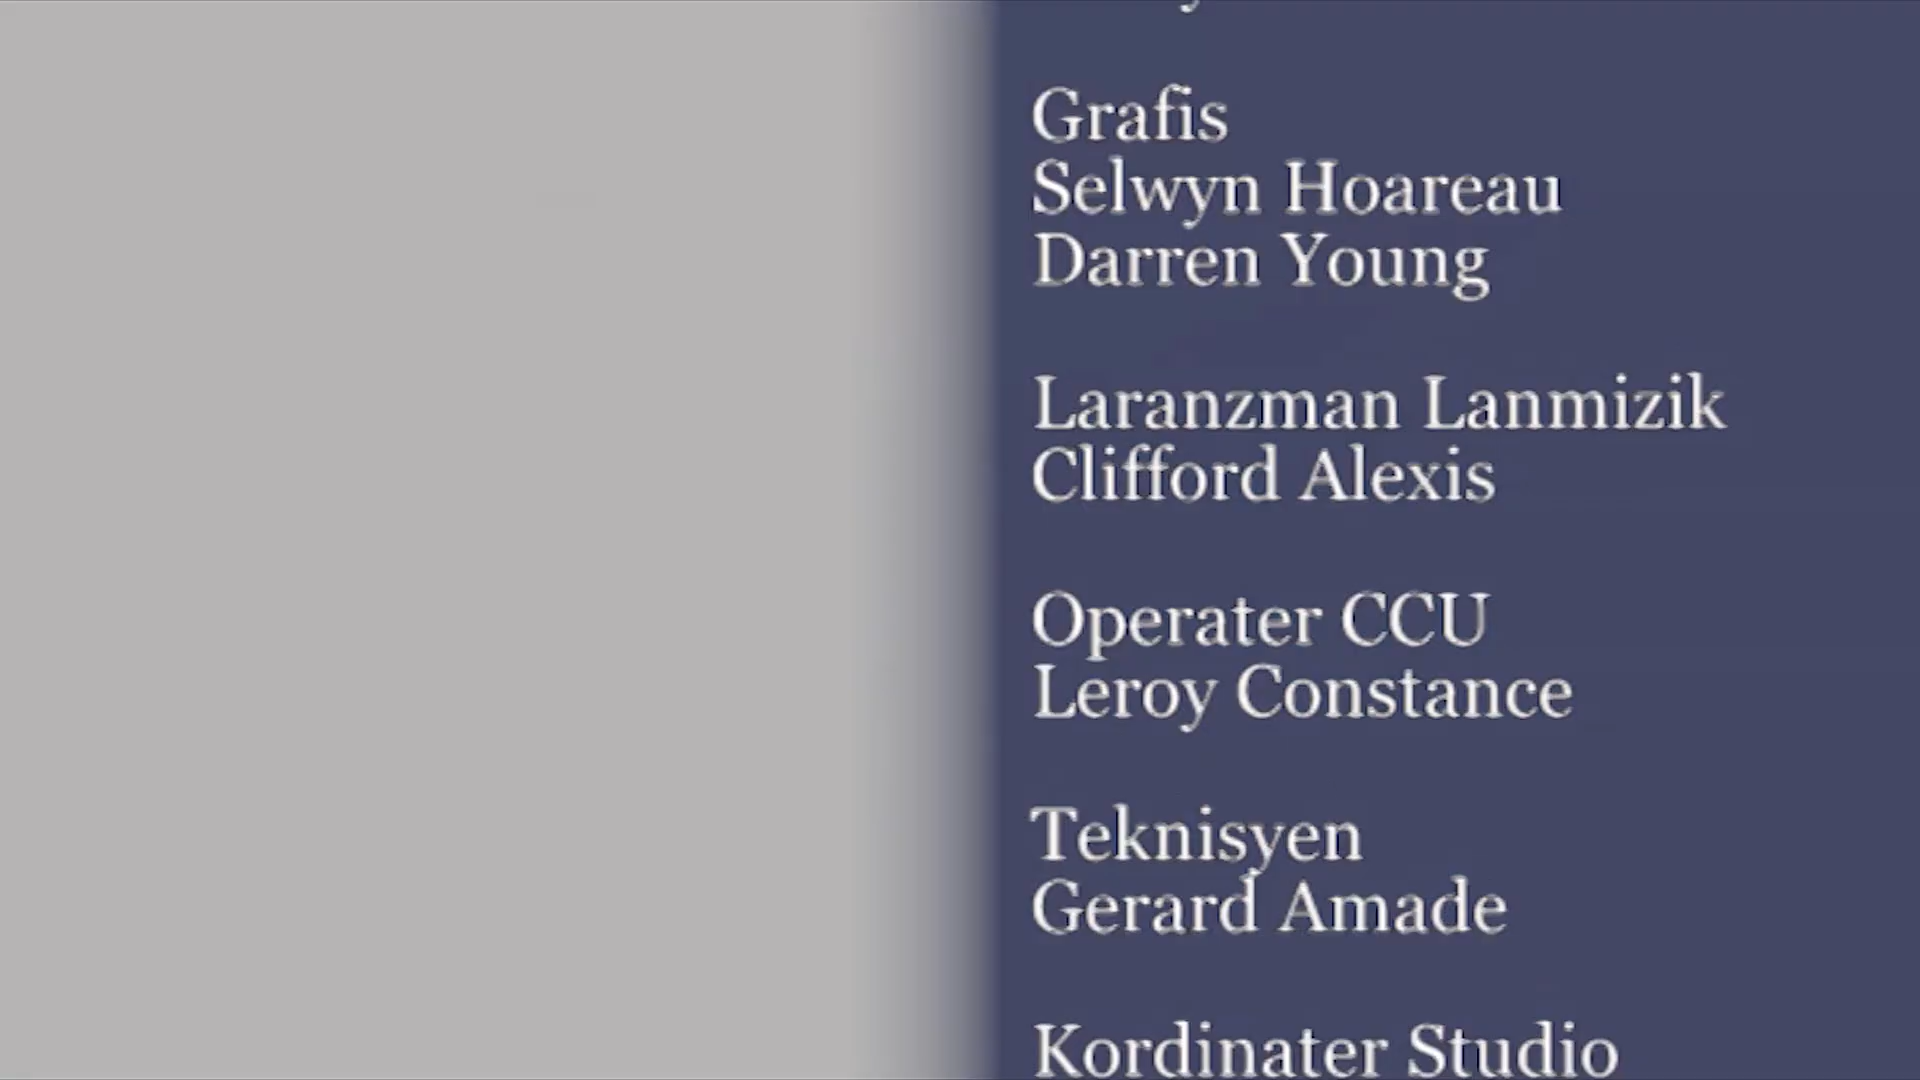 Grafis
Selwyn Hoareau
Darren Young
Laranzman Lanmizik
Clifford Alexis
Operater CCU
Leroy Constance
Teknisyen
Gerard Amade
Kordinater Studio